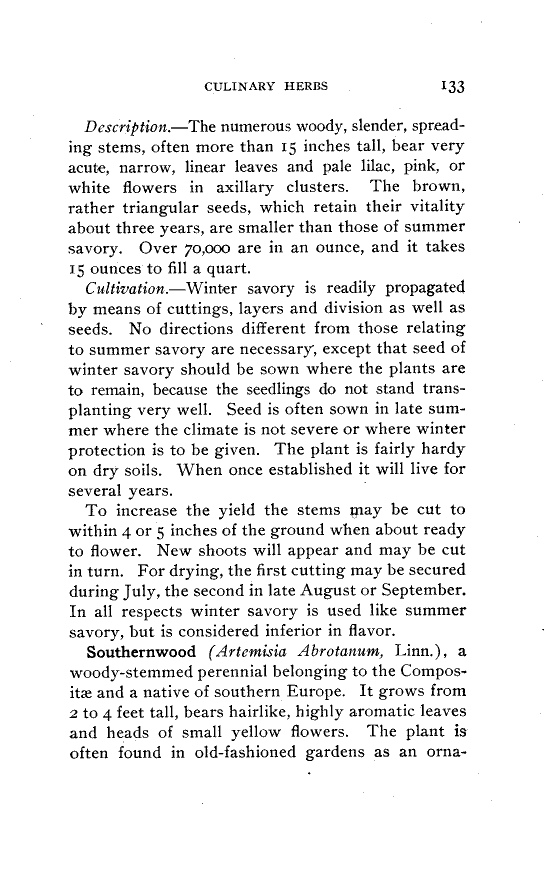 CULINARY HERBS 133
Description.—The numerous woody, slender, spread-
ing stems, often more than 15 inches tall, bear very
acute, narrow, linear leaves and pale lilac, pink, or
white flowers in axillary clusters. The brown,
rather triangular seeds, which retain their vitality
about three years, are smaller than those of summer
savory. Over 70,000 are in an ounce, and it takes
15 ounces to fill a quart.
Cultivation.—Winter savory is readily propagated
by means of cuttings, layers and division as well as
seeds. No directions different from those relating
to summer savory are necessary, except that seed of
winter savory should be sown where the plants are
to remain, because the seedlings do not stand trans-
planting very well. Seed is often sown in late sum-
mer where the climate is not severe or where winter
protection is to be given. The plant is fairly hardy
on dry soils. When once established it will live for
several years.
To increase the yield the stems may be cut to
within 4 or 5 inches of the ground when about ready
to flower. New shoots will appear and may be cut
in turn. For drying, the first cutting may be secured
during July, the second in late August or September.
In all respects winter savory is used like summer
savory, but is considered inferior in flavor.
Southernwood (Artemisia Abrotanum, Linn.), a
woody-stemmed perennial belonging to the Compos-
itæ and a native of southern Europe. It grows from
2 to 4 feet tall, bears hairlike, highly aromatic leaves
and heads of small yellow flowers. The plant is
often found in old-fashioned gardens as an orna-